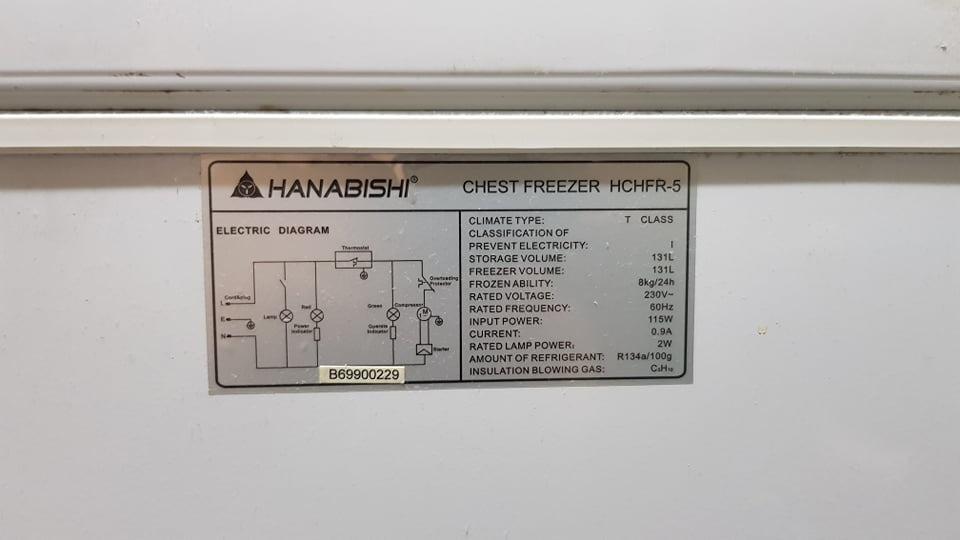 HANABISHI®
CHEST FREEZER HCHFR-5
ELECTRIC DIAGRAM
Thermostat
Overloading
Protector
Cord&plug
L
E
N
Lamp
Red
Power
indicator
Green
Operate
indicator
Compressor
M
Starter
B69900229
CLIMATE TYPE: T CLASS
CLASSIFICATION OF
PREVENT ELECTRICITY: I
STORAGE VOLUME: 131L
FREEZER VOLUME: 131L
FROZEN ABILITY: 8kg/24h
RATED VOLTAGE: 230V~
RATED FREQUENCY: 60Hz
INPUT POWER: 115W
CURRENT: 0.9A
RATED LAMP POWER: 2W
AMOUNT OF REFRIGERANT: R134a/100g
INSULATION BLOWING GAS: C₅H₁₀